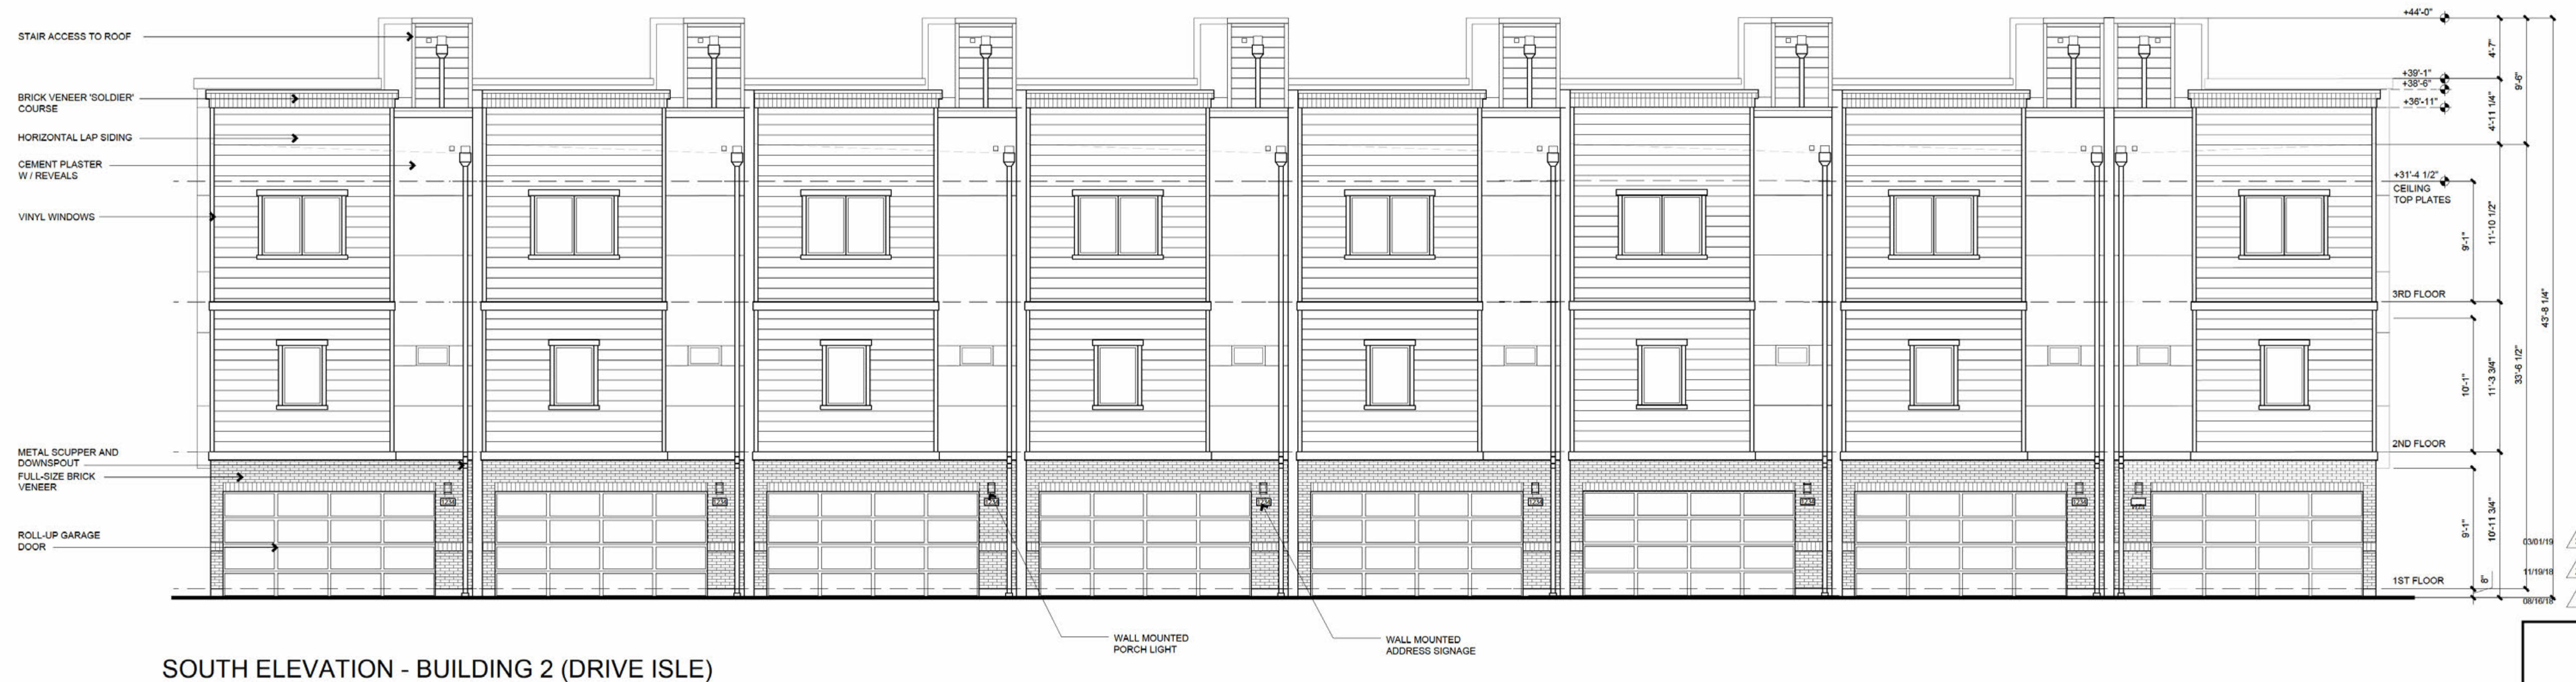 STAIR ACCESS TO ROOF
BRICK VENEER 'SOLDIER'
COURSE
HORIZONTAL LAP SIDING
CEMENT PLASTER
W / REVEALS
VINYL WINDOWS
METAL SCUPPER AND
DOWNSPOUT
FULL-SIZE BRICK
VENEER
ROLL-UP GARAGE
DOOR
WALL MOUNTED
PORCH LIGHT
WALL MOUNTED
ADDRESS SIGNAGE
+44'-0"
+39'-1"
+38'-6"
+36'-11"
+31'-4 1/2"
CEILING
TOP PLATES
3RD FLOOR
2ND FLOOR
1ST FLOOR
9'-1"
10'-1"
9'-1"
8"
4'-7"
4'-11 1/4"
11'-10 1/2"
11'-3 3/4"
10'-11 3/4"
9'-6"
33'-6 1/2"
43'-8 1/4"
03/01/19
11/19/18
08/16/18
SOUTH ELEVATION - BUILDING 2 (DRIVE ISLE)